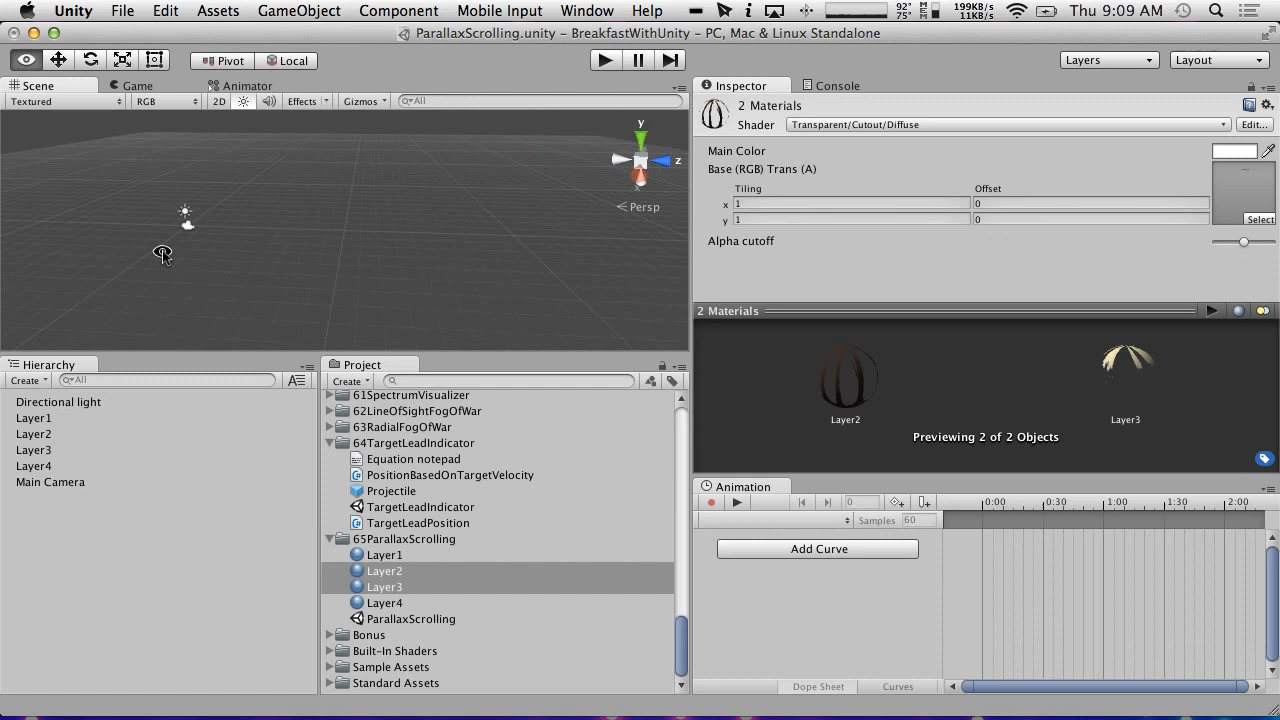 Unity File Edit Assets GameObject Component Mobile Input Window Help 92° 75° MEM 199KB/s 11KB/s Thu 9:09 AM
ParallaxScrolling.unity - BreakfastWithUnity - PC, Mac & Linux Standalone
Pivot Local Layers Layout
Scene Game Animator
Textured RGB 2D Effects Gizmos All
y
z
x
Persp
Inspector Console
2 Materials
Shader Transparent/Cutout/Diffuse Edit...
Main Color
Base (RGB) Trans (A)
Tiling Offset
x 1 0
y 1 0
Select
Alpha cutoff
2 Materials
Layer2 Layer3
Previewing 2 of 2 Objects
Hierarchy
Create All
Directional light
Layer1
Layer2
Layer3
Layer4
Main Camera
Project
Create
61SpectrumVisualizer
62LineOfSightFogOfWar
63RadialFogOfWar
64TargetLeadIndicator
Equation notepad
PositionBasedOnTargetVelocity
Projectile
TargetLeadIndicator
TargetLeadPosition
65ParallaxScrolling
Layer1
Layer2
Layer3
Layer4
ParallaxScrolling
Bonus
Built-In Shaders
Sample Assets
Standard Assets
Animation
0 0:00 0:30 1:00 1:30 2:00
Samples 60
Add Curve
Dope Sheet Curves